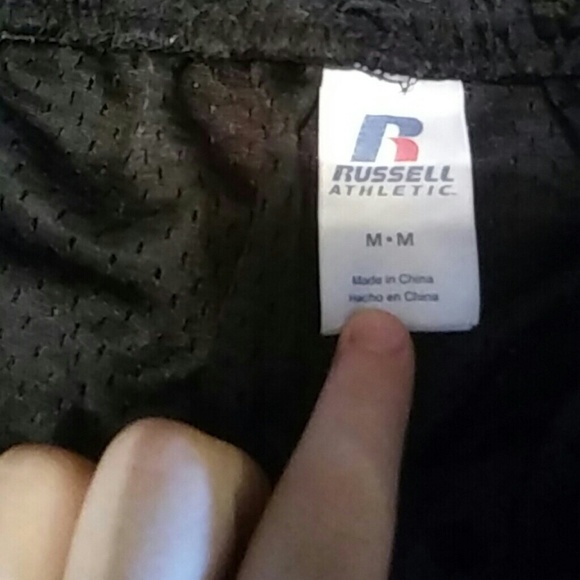 R
RUSSELL
ATHLETIC
M•M
Made in China
Hecho en China